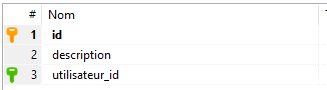 # Nom
1 id
2 description
3 utilisateur_id